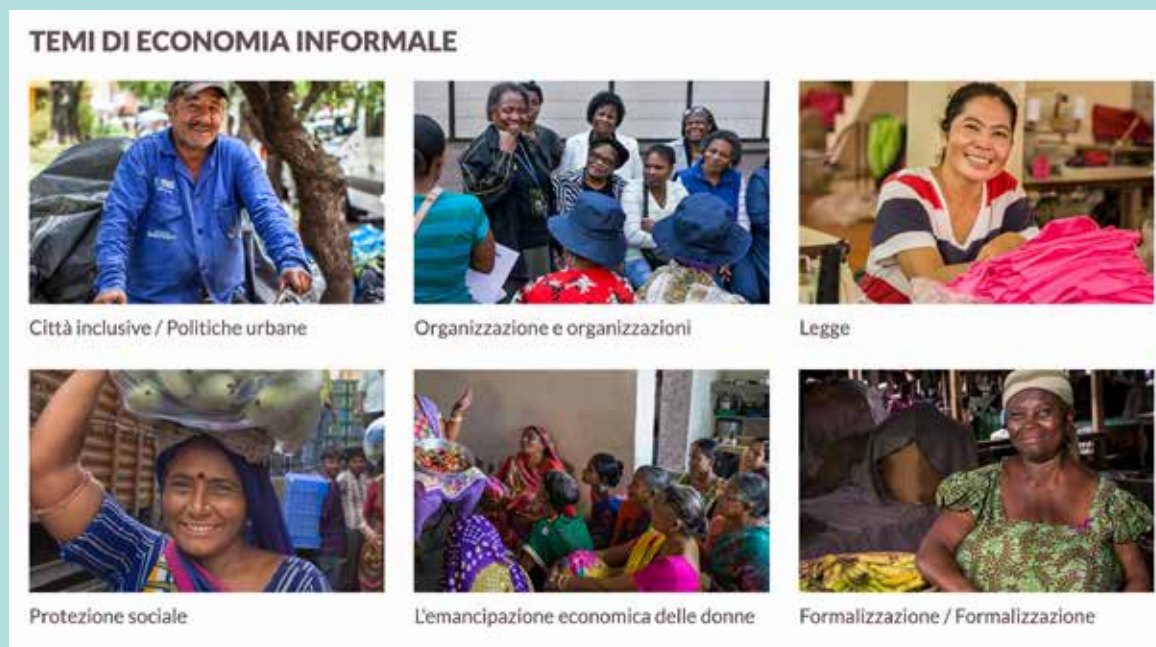 TEMI DI ECONOMIA INFORMALE
Città inclusive / Politiche urbane
Organizzazione e organizzazioni
Legge
Protezione sociale
L'emancipazione economica delle donne
Formalizzazione / Formalizzazione